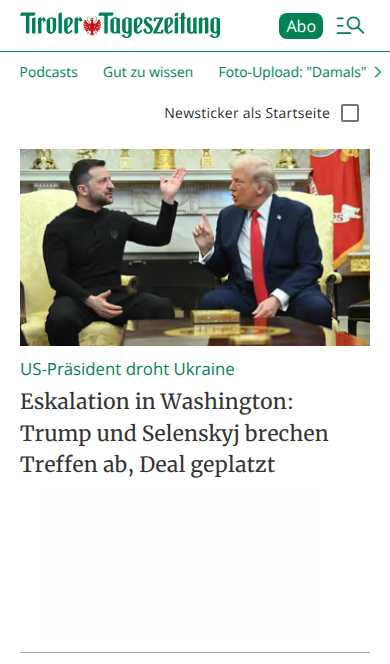 Tiroler Tageszeitung
Abo
Podcasts Gut zu wissen Foto-Upload: "Damals"
Newsticker als Startseite
US-Präsident droht Ukraine
Eskalation in Washington:
Trump und Selenskyj brechen
Treffen ab, Deal geplatzt